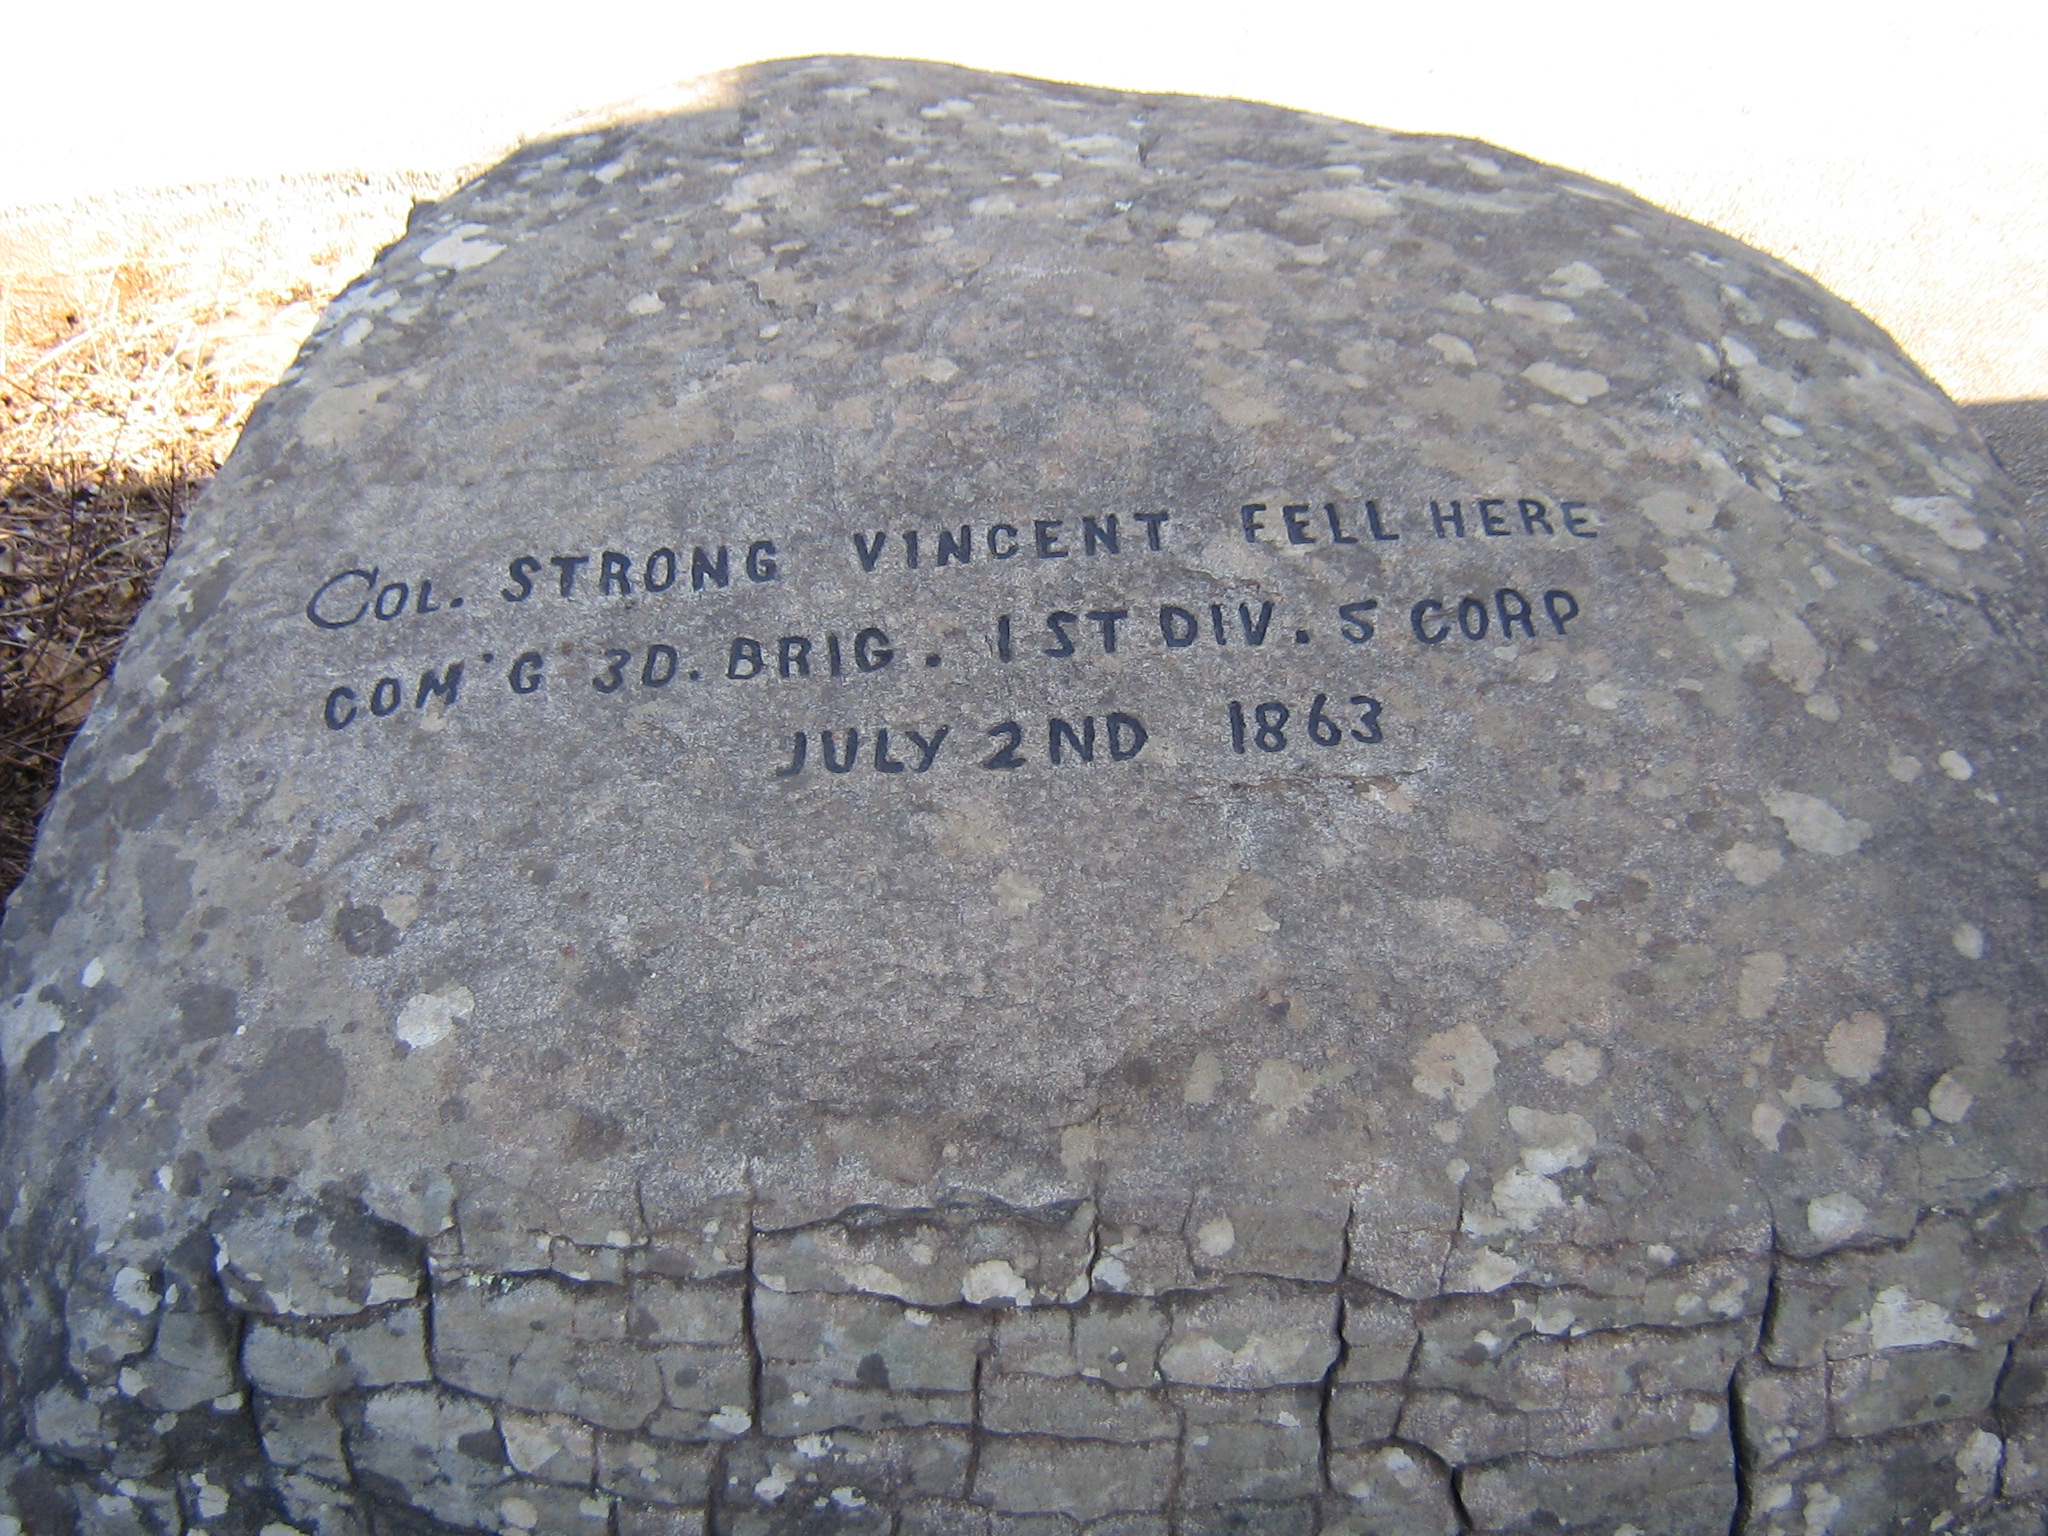 COL. STRONG VINCENT FELL HERE
COM'G 3D. BRIG. 1ST DIV. 5 CORP
JULY 2ND 1863